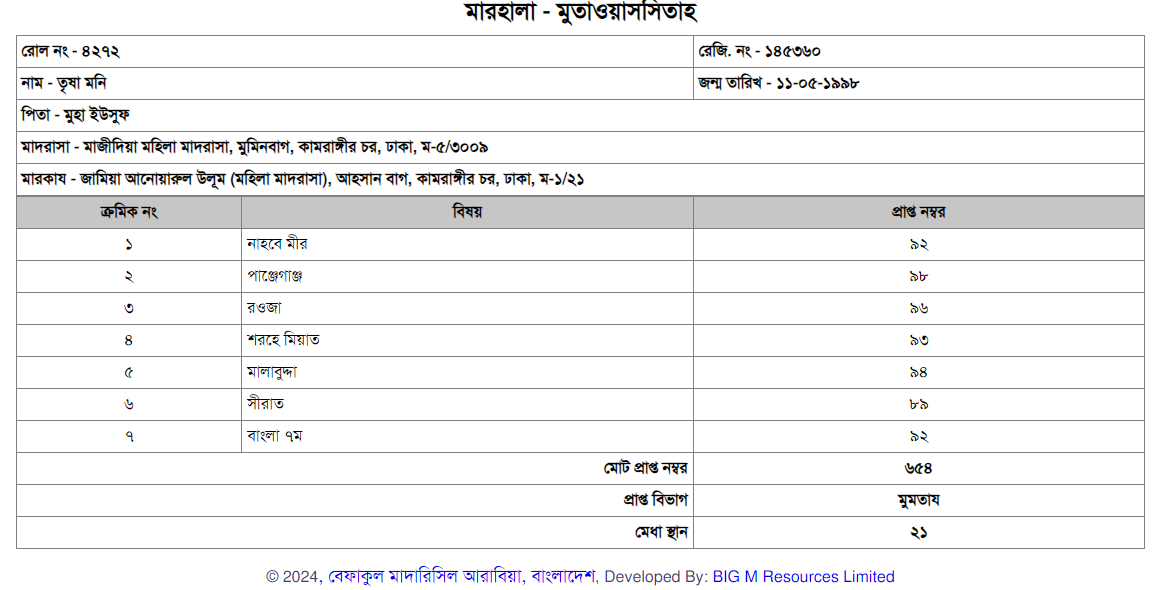 মারহালা - মুতাওয়াসসিতাহ
রোল নং - ৪২৭২ রেজি. নং - ১৪৫৩৬০
নাম - তৃষা মনি জন্ম তারিখ - ১১-০৫-১৯৯৮
পিতা - মুহা ইউসুফ
মাদরাসা - মাজীদিয়া মহিলা মাদরাসা, মুমিনবাগ, কামরাঙ্গীর চর, ঢাকা, ম-৫/৩০০৯
মারকায - জামিয়া আনোয়ারুল উলূম (মহিলা মাদরাসা), আহসান বাগ, কামরাঙ্গীর চর, ঢাকা, ম-১/২১
ক্রমিক নং বিষয় প্রাপ্ত নম্বর
১ নাহবে মীর ৯২
২ পাঞ্জেগাঞ্জ ৯৮
৩ রওজা ৯৬
৪ শরহে মিয়াত ৯৩
৫ মালাবুদ্দা ৯৪
৬ সীরাত ৮৯
৭ বাংলা ৭ম ৯২
মোট প্রাপ্ত নম্বর ৬৫৪
প্রাপ্ত বিভাগ মুমতায
মেধা স্থান ২১
© 2024, বেফাকুল মাদারিসিল আরাবিয়া, বাংলাদেশ, Developed By: BIG M Resources Limited